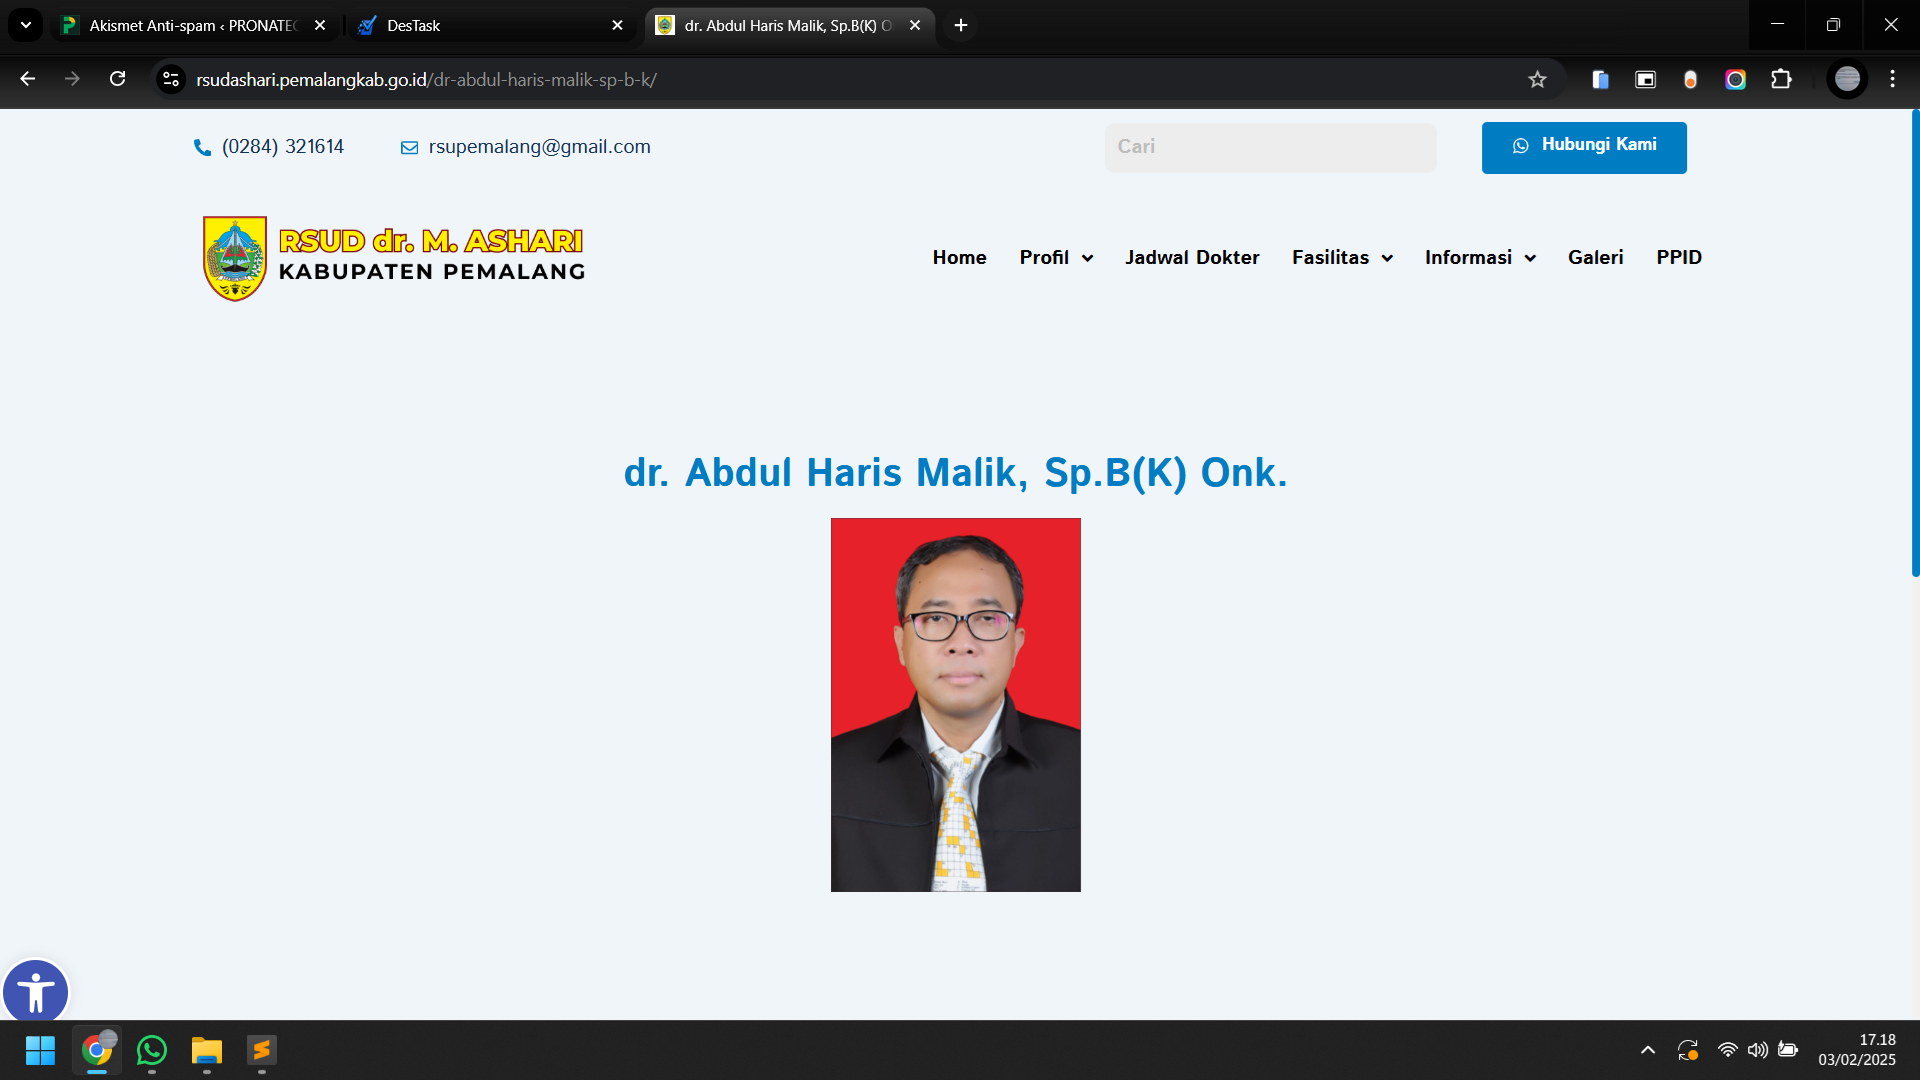 Akismet Anti-spam ‹ PRONATEC
DesTask
dr. Abdul Haris Malik, Sp.B(K) O
rsudashari.pemalangkab.go.id/dr-abdul-haris-malik-sp-b-k/
(0284) 321614
rsupemalang@gmail.com
Cari
Hubungi Kami
RSUD dr. M. ASHARI
KABUPATEN PEMALANG
Home
Profil
Jadwal Dokter
Fasilitas
Informasi
Galeri
PPID
dr. Abdul Haris Malik, Sp.B(K) Onk.
17.18
03/02/2025